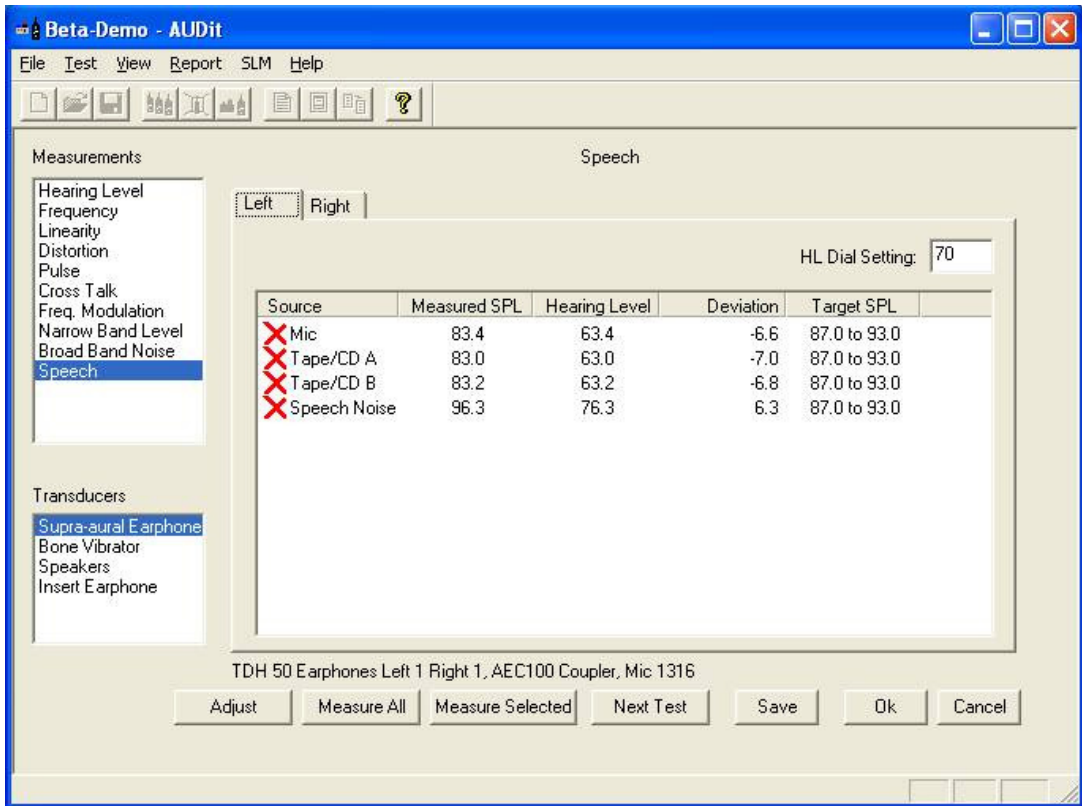 Beta-Demo - AUDit
File Test View Report SLM Help
Measurements
Speech
Hearing Level
Frequency
Linearity
Distortion
Pulse
Cross Talk
Freq. Modulation
Narrow Band Level
Broad Band Noise
Speech
Left Right
HL Dial Setting: 70
Source Measured SPL Hearing Level Deviation Target SPL
Mic 83.4 63.4 -6.6 87.0 to 93.0
Tape/CD A 83.0 63.0 -7.0 87.0 to 93.0
Tape/CD B 83.2 63.2 -6.8 87.0 to 93.0
Speech Noise 96.3 76.3 6.3 87.0 to 93.0
Transducers
Supra-aural Earphone
Bone Vibrator
Speakers
Insert Earphone
TDH 50 Earphones Left 1 Right 1, AEC100 Coupler, Mic 1316
Adjust Measure All Measure Selected Next Test Save Ok Cancel